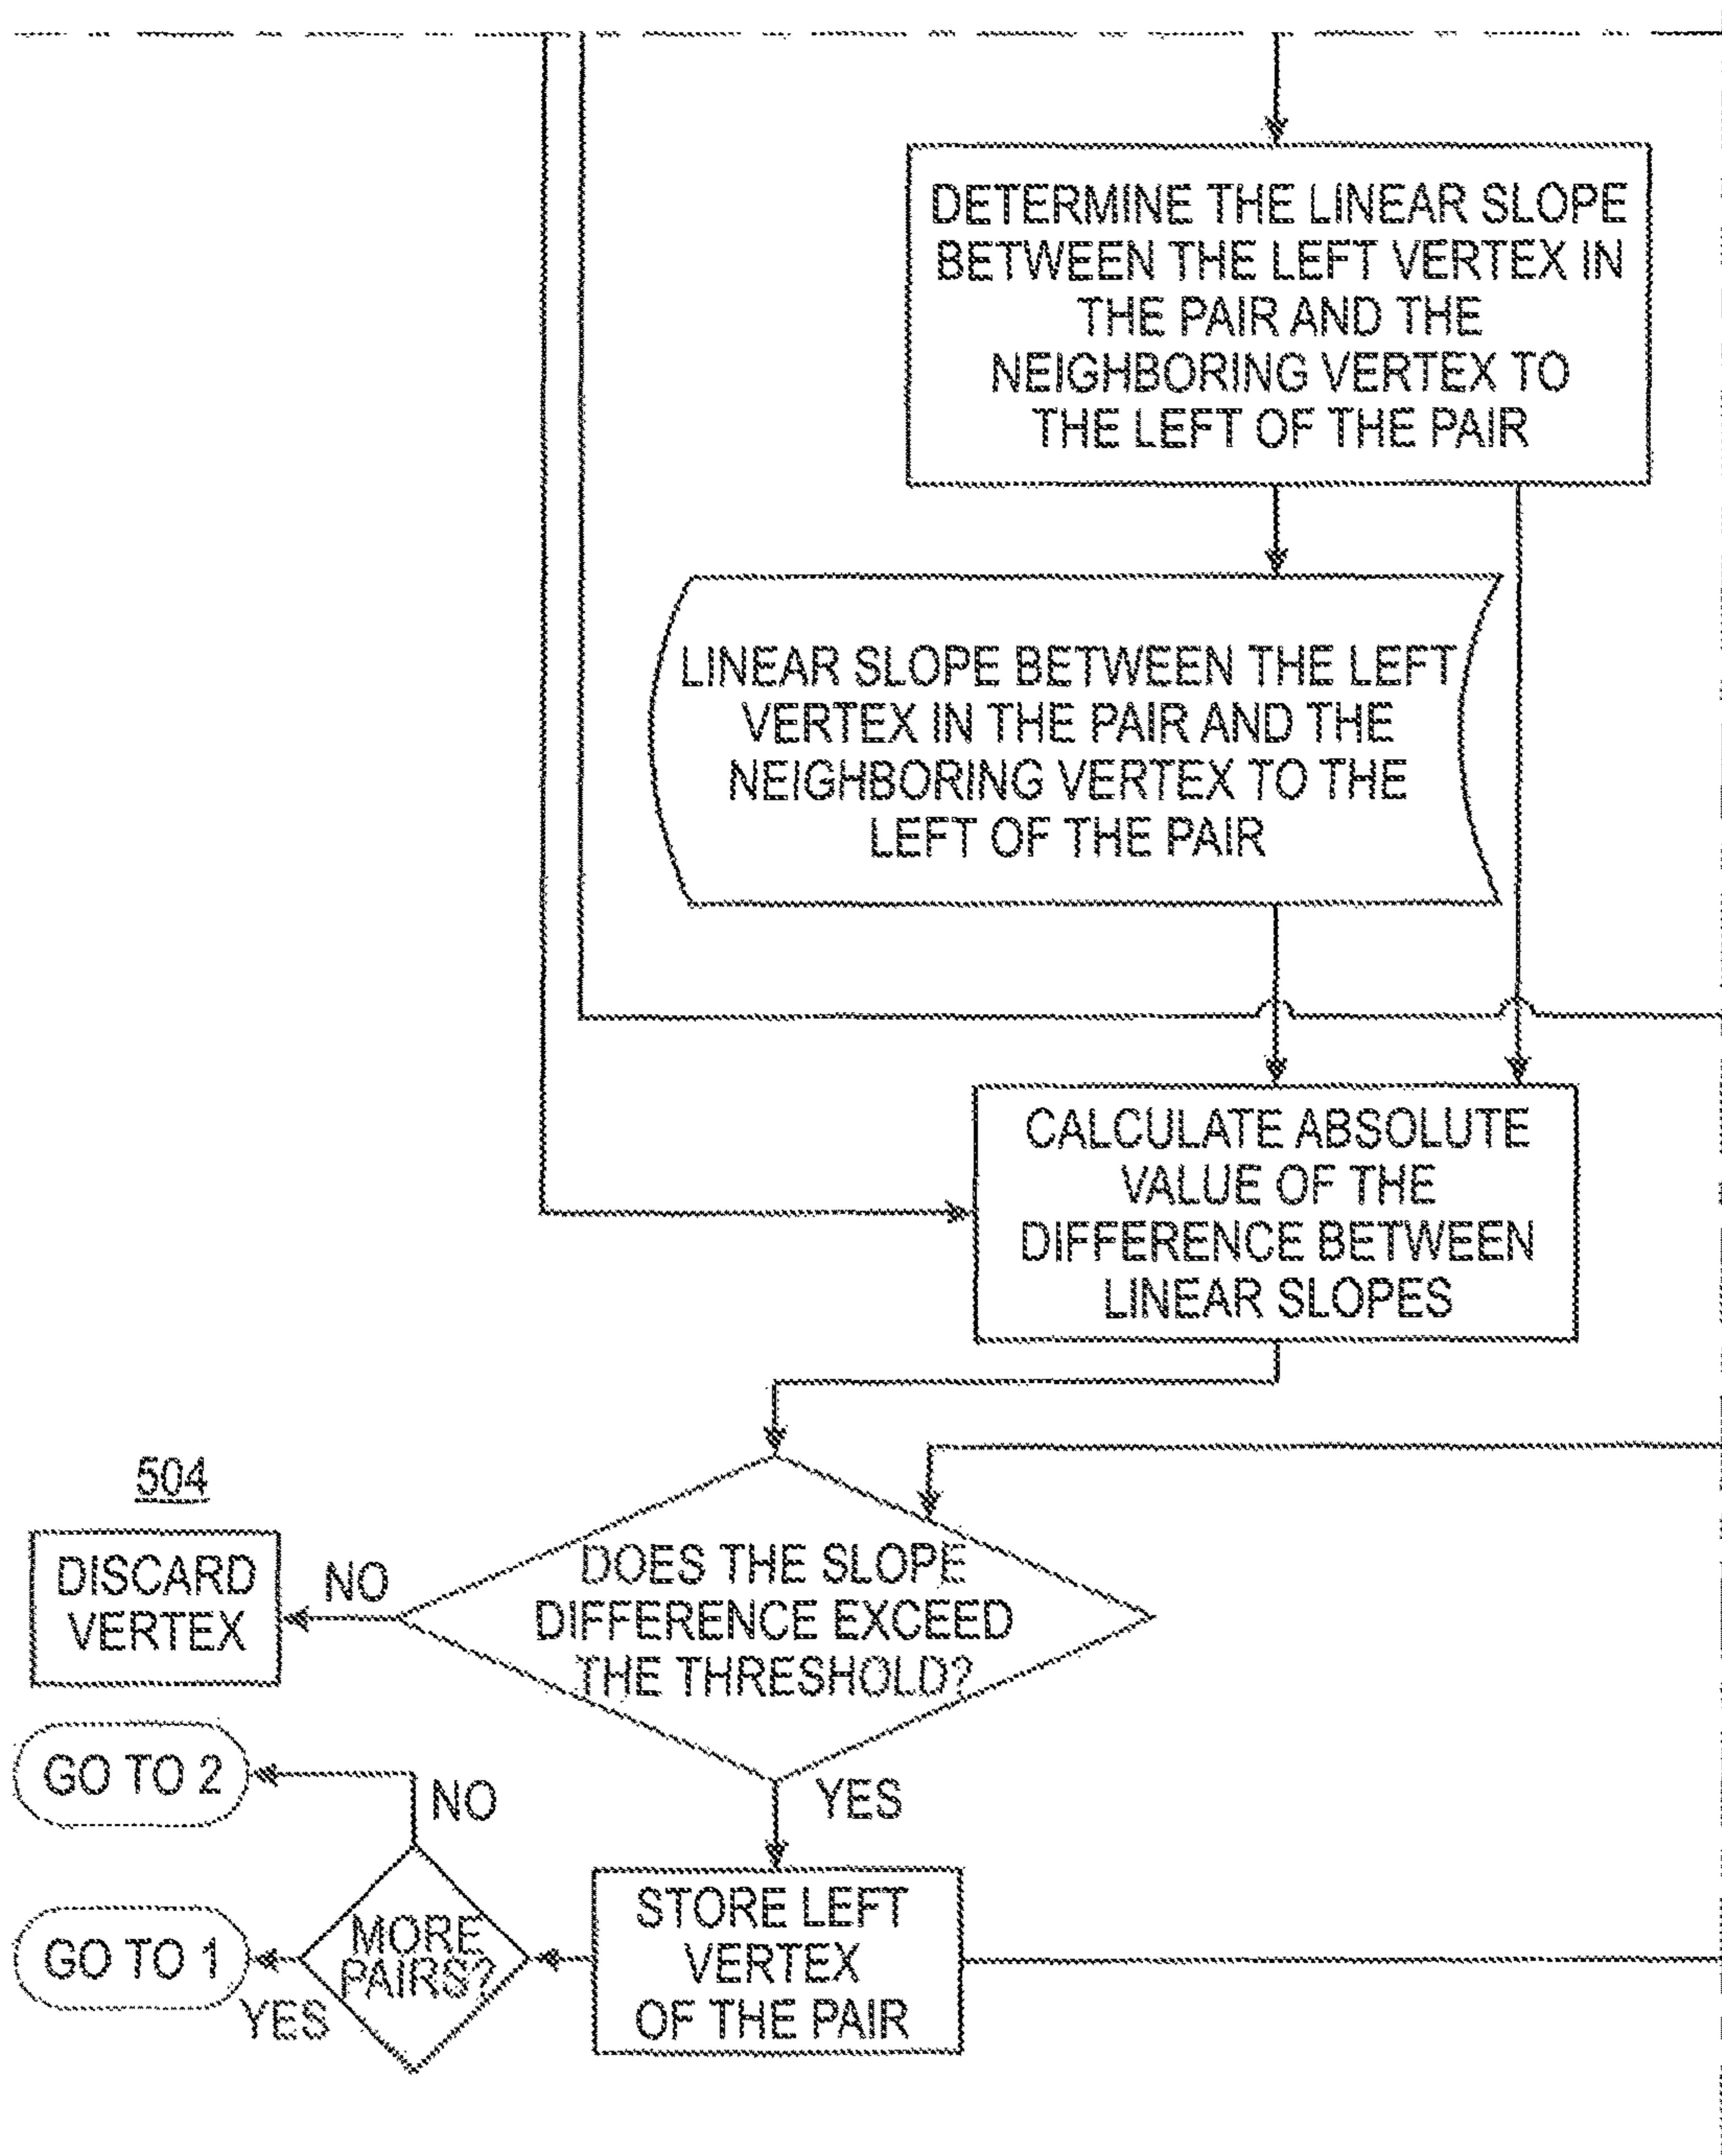 DETERMINE THE LINEAR SLOPE
BETWEEN THE LEFT VERTEX IN
THE PAIR AND THE
NEIGHBORING VERTEX TO
THE LEFT OF THE PAIR
LINEAR SLOPE BETWEEN THE LEFT
VERTEX IN THE PAIR AND THE
NEIGHBORING VERTEX TO THE
LEFT OF THE PAIR
CALCULATE ABSOLUTE
VALUE OF THE
DIFFERENCE BETWEEN
LINEAR SLOPES
504
DISCARD
VERTEX
NO
DOES THE SLOPE
DIFFERENCE EXCEED
THE THRESHOLD?
YES
GO TO 2
NO
GO TO 1
YES
MORE
PAIRS?
STORE LEFT
VERTEX
OF THE PAIR